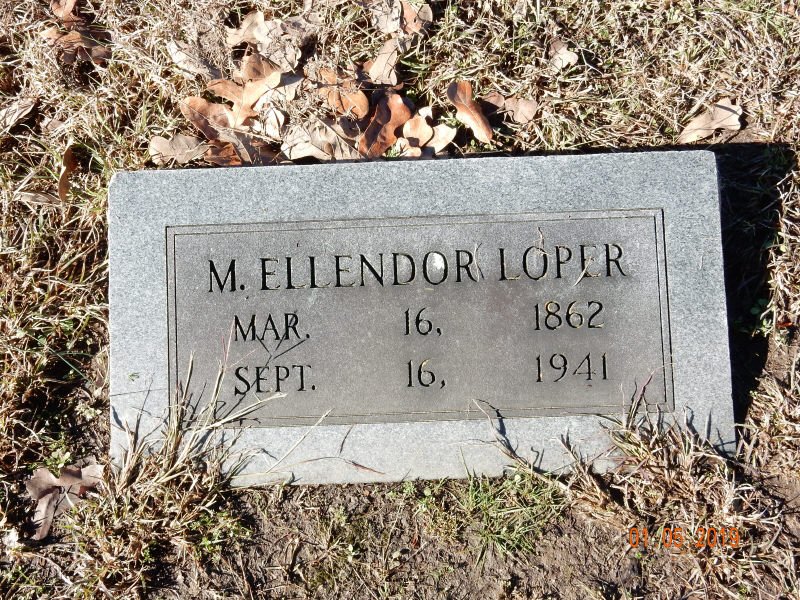 M. ELLENDOR LOPER
MAR. 16, 1862
SEPT. 16, 1941
01.05.2019